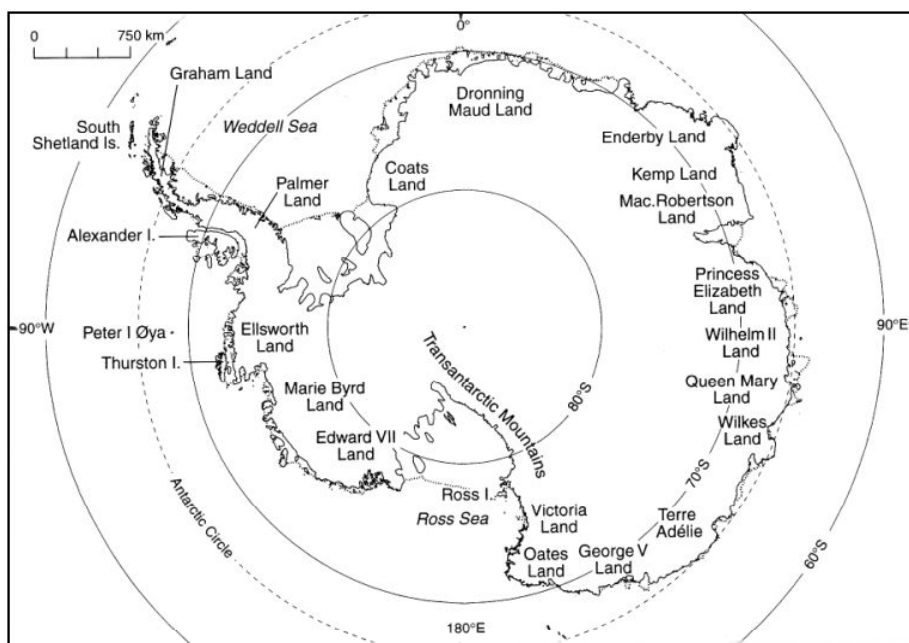 0
750 km
0°
Graham Land
Dronning
Maud Land
South
Shetland Is.
Weddell Sea
Enderby Land
Coats
Land
Palmer
Land
Kemp Land
Mac.Robertson
Land
Alexander I.
Princess
Elizabeth
Land
90°W
Peter I Øya
Ellsworth
Land
Wilhelm II
Land
90°E
Thurston I.
Transantarctic Mountains
Marie Byrd
Land
80°S
Queen Mary
Land
Edward VII
Land
Wilkes
Land
70°S
Ross I.
Ross Sea
Victoria
Land
Terre
Adélie
Antarctic Circle
Oates
Land
George V
Land
60°S
180°E